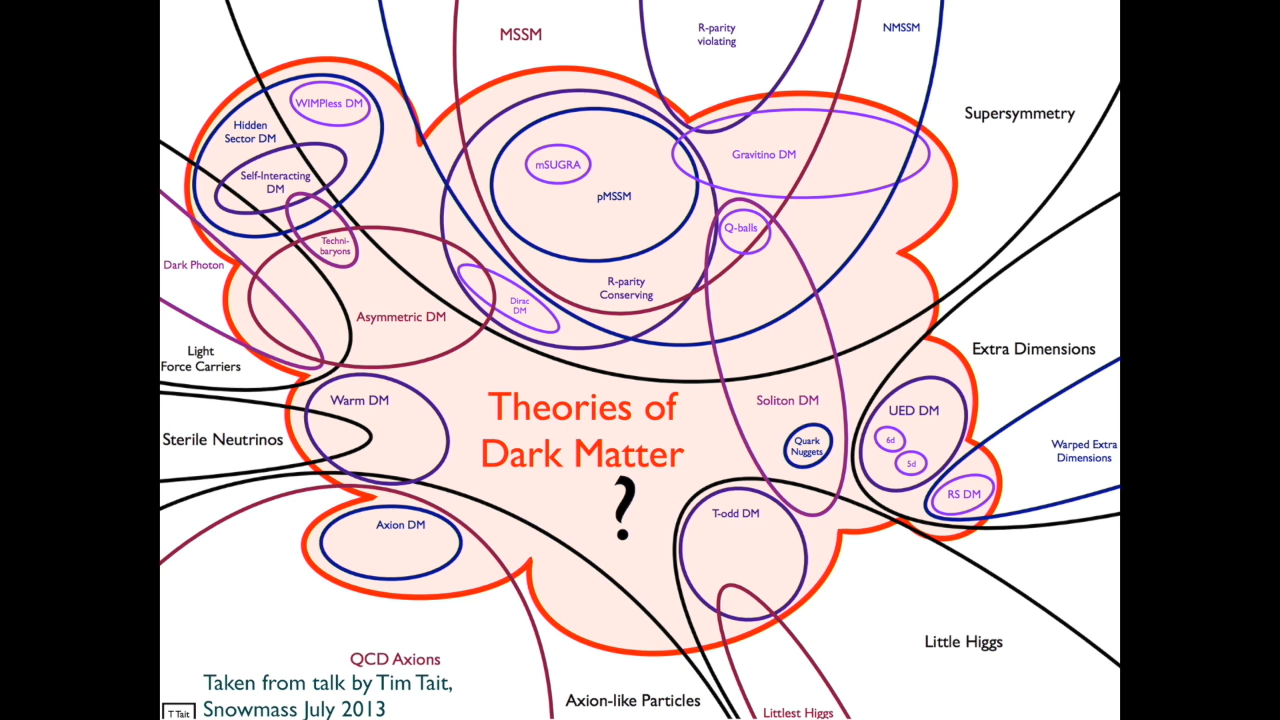 MSSM
R-parity
violating
NMSSM
Supersymmetry
WIMPless DM
Hidden
Sector DM
Self-Interacting
DM
mSUGRA
pMSSM
Gravitino DM
Q-balls
Techni-
baryons
Dark Photon
R-parity
Conserving
Dirac
DM
Asymmetric DM
Light
Force Carriers
Extra Dimensions
Warm DM
Theories of
Dark Matter
?
Soliton DM
UED DM
6d
5d
Quark
Nuggets
Sterile Neutrinos
Warped Extra
Dimensions
RS DM
T-odd DM
Axion DM
Little Higgs
QCD Axions
Taken from talk by Tim Tait,
Snowmass July 2013
T Tait
Axion-like Particles
Littlest Higgs